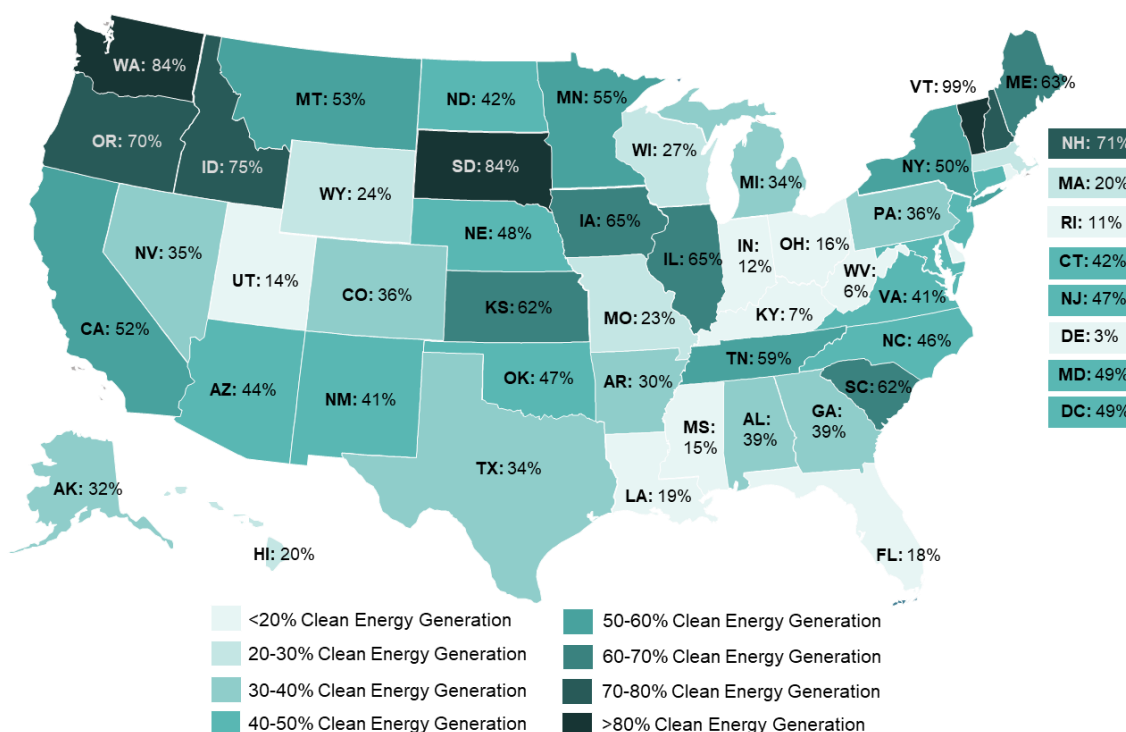 WA: 84%
MT: 53%
ND: 42%
MN: 55%
VT: 99%
ME: 63%
OR: 70%
ID: 75%
WY: 24%
SD: 84%
WI: 27%
MI: 34%
NY: 50%
NH: 71%
MA: 20%
RI: 11%
CT: 42%
NJ: 47%
DE: 3%
MD: 49%
DC: 49%
NV: 35%
UT: 14%
CO: 36%
NE: 48%
IA: 65%
IL: 65%
IN:
12%
OH: 16%
PA: 36%
WV:
6%
VA: 41%
CA: 52%
KS: 62%
MO: 23%
KY: 7%
NC: 46%
TN: 59%
SC: 62%
AZ: 44%
NM: 41%
OK: 47%
AR: 30%
MS:
15%
AL:
39%
GA:
39%
TX: 34%
LA: 19%
FL: 18%
AK: 32%
HI: 20%
<20% Clean Energy Generation
20-30% Clean Energy Generation
30-40% Clean Energy Generation
40-50% Clean Energy Generation
50-60% Clean Energy Generation
60-70% Clean Energy Generation
70-80% Clean Energy Generation
>80% Clean Energy Generation